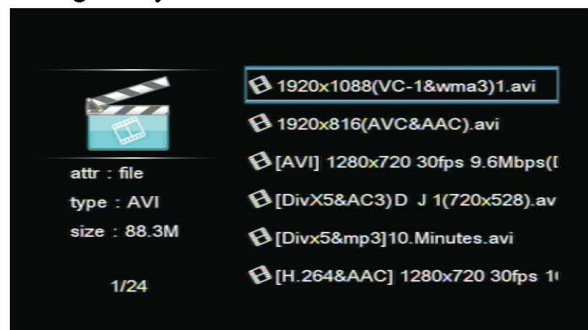 attr : file
type : AVI
size : 88.3M
1/24
1920x1088(VC-1&wma3)1.avi
1920x816(AVC&AAC).avi
[AVI] 1280x720 30fps 9.6Mbps(
[DivX5&AC3)D J 1(720x528).av
[Divx5&mp3]10.Minutes.avi
[H.264&AAC] 1280x720 30fps